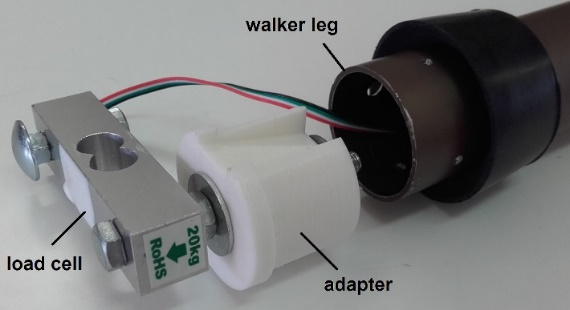 walker leg
20kg
RoHS
load cell
adapter